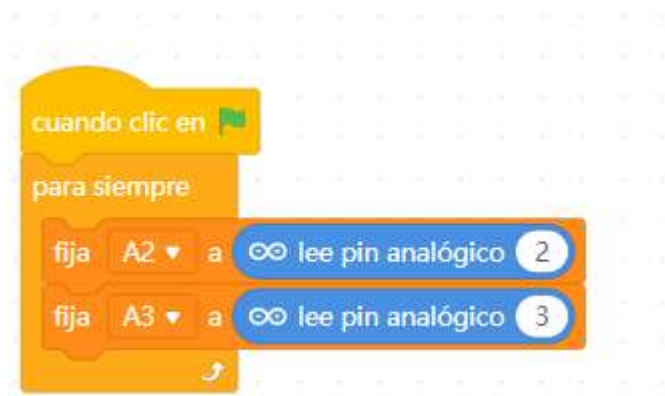 cuando clic en
para siempre
fija A2 a lee pin analógico 2
fija A3 a lee pin analógico 3